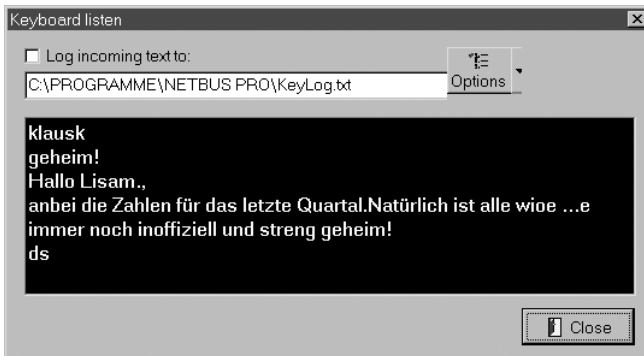 Keyboard listen
Log incoming text to:
C:\PROGRAMME\NETBUS PRO\KeyLog.txt
Options
klausk
geheim!
Hallo Lisam.,
anbei die Zahlen für das letzte Quartal.Natürlich ist alle wioe ...e
immer noch inoffiziell und streng geheim!
ds
Close